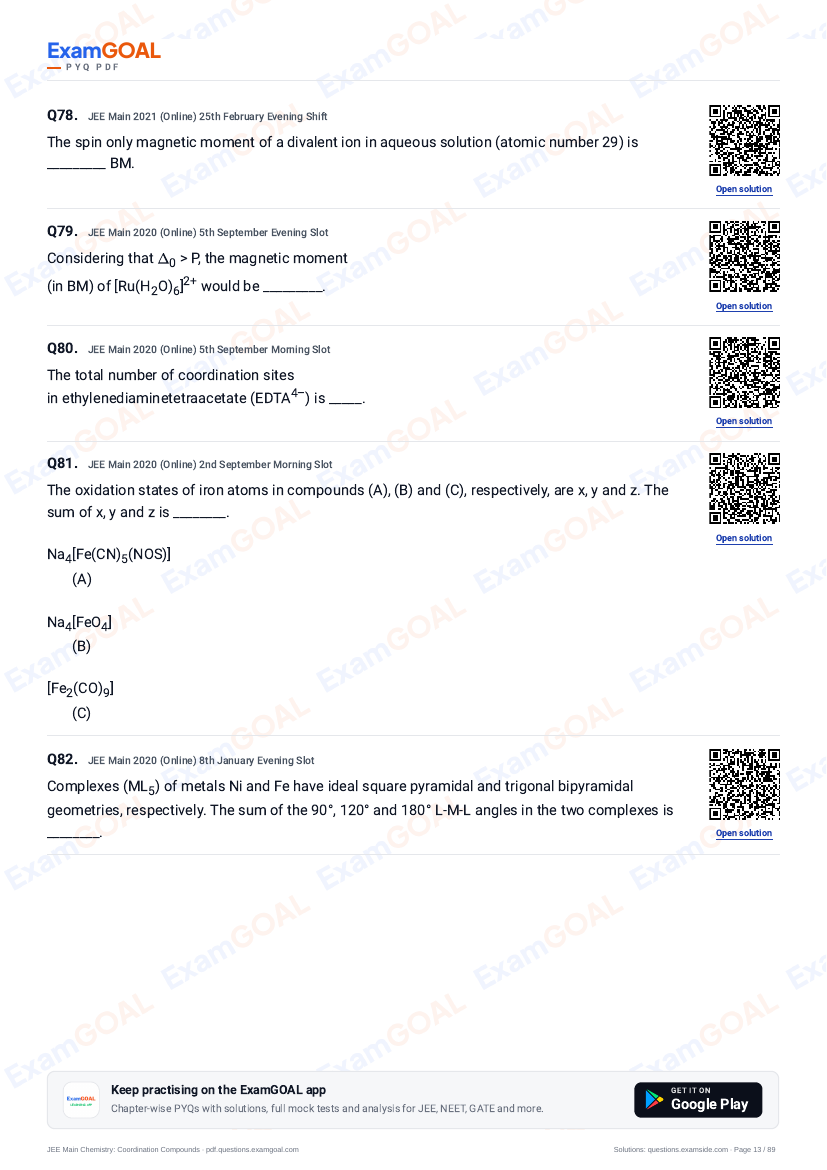 ExamGOAL
PYQ PDF
Q78. JEE Main 2021 (Online) 25th February Evening Shift
The spin only magnetic moment of a divalent ion in aqueous solution (atomic number 29) is
_________ BM.
Open solution
Q79. JEE Main 2020 (Online) 5th September Evening Slot
Considering that Δ₀ > P, the magnetic moment
(in BM) of [Ru(H₂O)₆]²⁺ would be _________.
Open solution
Q80. JEE Main 2020 (Online) 5th September Morning Slot
The total number of coordination sites
in ethylenediaminetetraacetate (EDTA⁴⁻) is _____.
Open solution
Q81. JEE Main 2020 (Online) 2nd September Morning Slot
The oxidation states of iron atoms in compounds (A), (B) and (C), respectively, are x, y and z. The
sum of x, y and z is ________.
Open solution
Na₄[Fe(CN)₅(NOS)]
(A)
Na₄[FeO₄]
(B)
[Fe₂(CO)₉]
(C)
Q82. JEE Main 2020 (Online) 8th January Evening Slot
Complexes (ML₅) of metals Ni and Fe have ideal square pyramidal and trigonal bipyramidal
geometries, respectively. The sum of the 90°, 120° and 180° L-M-L angles in the two complexes is
________.
Open solution
Keep practising on the ExamGOAL app
Chapter-wise PYQs with solutions, full mock tests and analysis for JEE, NEET, GATE and more.
GET IT ON
Google Play
JEE Main Chemistry: Coordination Compounds · pdf.questions.examgoal.com
Solutions: questions.examside.com · Page 13 / 89